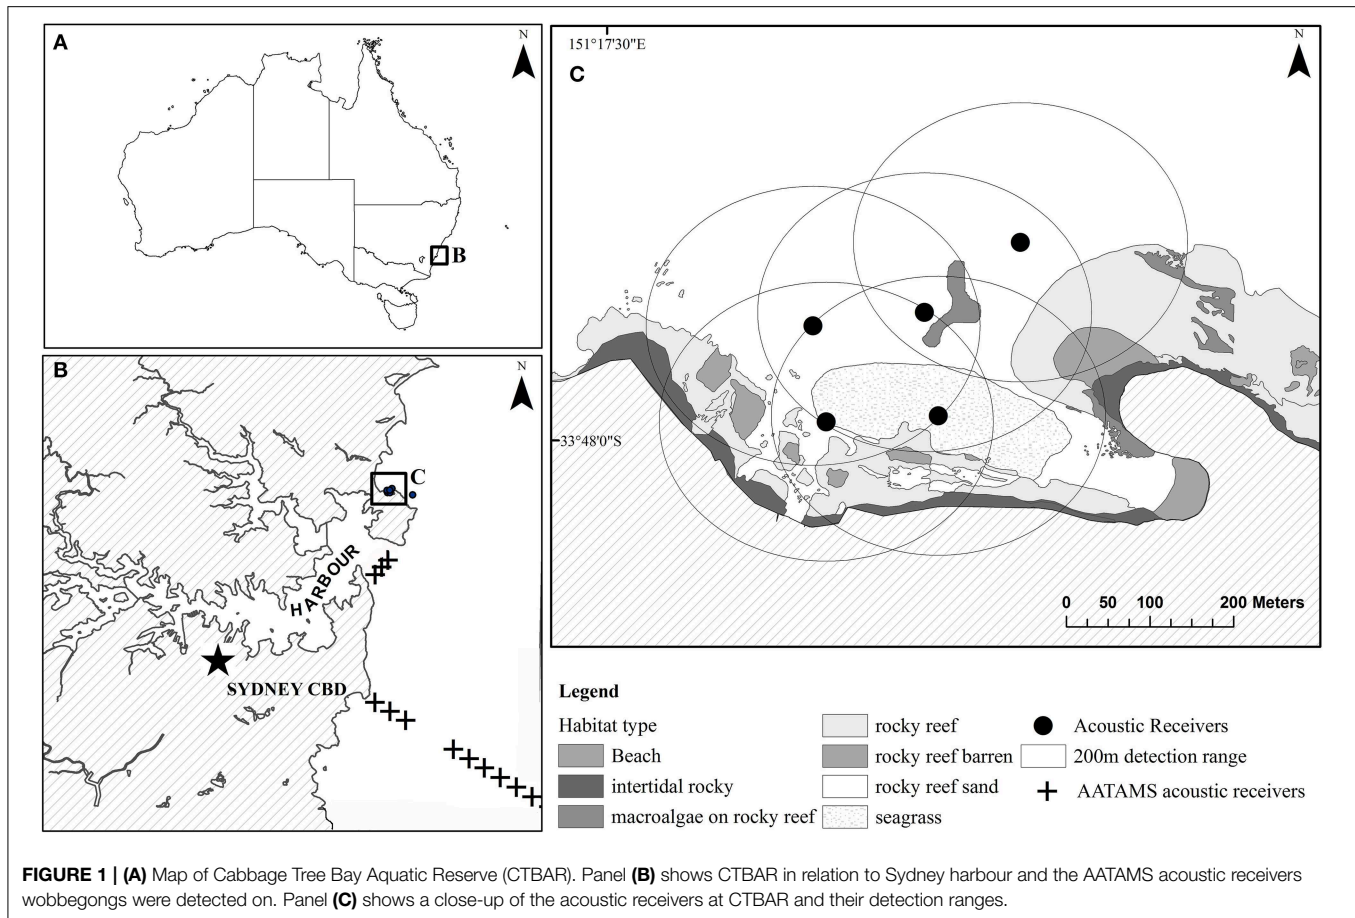 A
N
B
B
N
C
HARBOUR
SYDNEY CBD
151°17'30"E
C
N
33°48'0"S
0 50 100 200 Meters
Legend
Habitat type
Beach
intertidal rocky
macroalgae on rocky reef
rocky reef
rocky reef barren
rocky reef sand
seagrass
Acoustic Receivers
200m detection range
AATAMS acoustic receivers
FIGURE 1 | (A) Map of Cabbage Tree Bay Aquatic Reserve (CTBAR). Panel (B) shows CTBAR in relation to Sydney harbour and the AATAMS acoustic receivers
wobbegongs were detected on. Panel (C) shows a close-up of the acoustic receivers at CTBAR and their detection ranges.